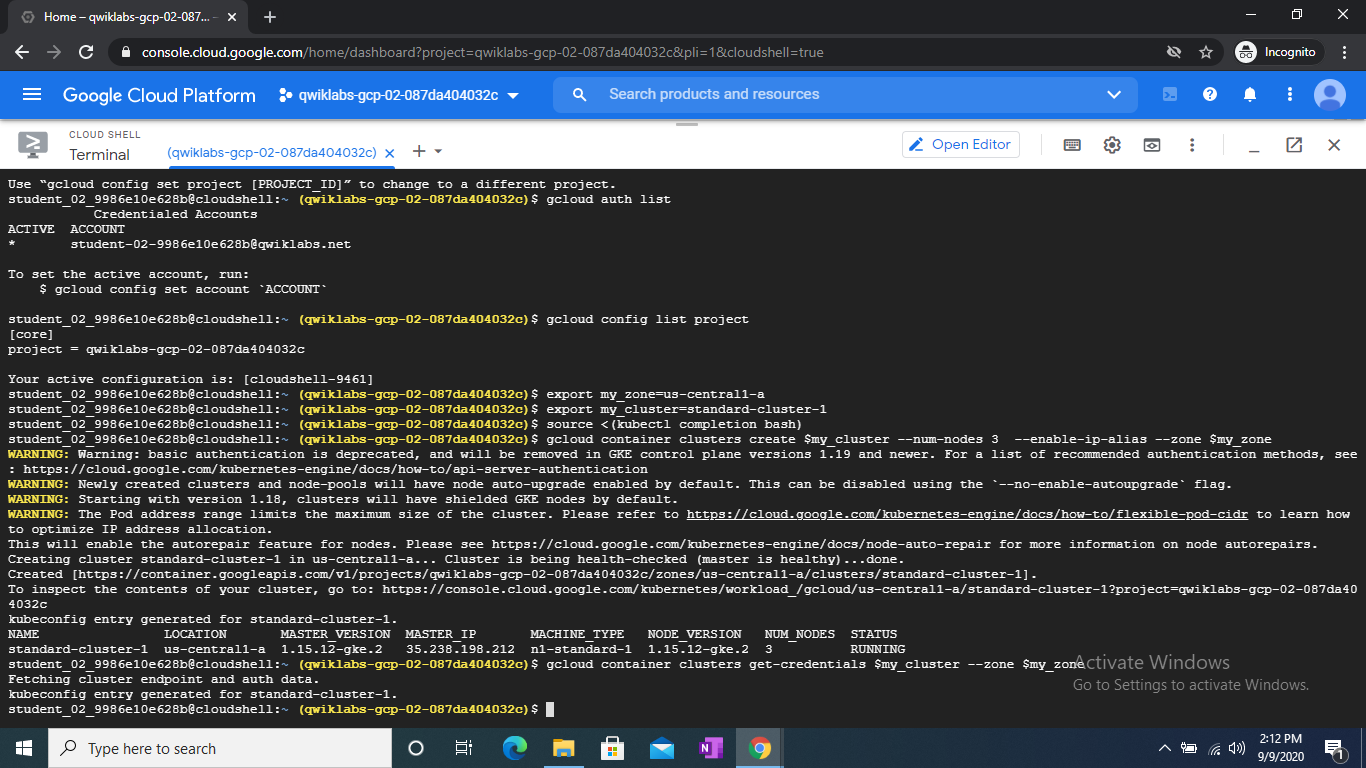 Home – qwiklabs-gcp-02-087...
console.cloud.google.com/home/dashboard?project=qwiklabs-gcp-02-087da404032c&pli=1&cloudshell=true
Incognito
Google Cloud Platform
qwiklabs-gcp-02-087da404032c
Search products and resources
CLOUD SHELL
Terminal
(qwiklabs-gcp-02-087da404032c)
Open Editor
Use “gcloud config set project [PROJECT_ID]” to change to a different project.
student_02_9986e10e628b@cloudshell:~ (qwiklabs-gcp-02-087da404032c)$ gcloud auth list
Credentialed Accounts
ACTIVE ACCOUNT
* student-02-9986e10e628b@qwiklabs.net
To set the active account, run:
$ gcloud config set account `ACCOUNT`
student_02_9986e10e628b@cloudshell:~ (qwiklabs-gcp-02-087da404032c)$ gcloud config list project
[core]
project = qwiklabs-gcp-02-087da404032c
Your active configuration is: [cloudshell-9461]
student_02_9986e10e628b@cloudshell:~ (qwiklabs-gcp-02-087da404032c)$ export my_zone=us-central1-a
student_02_9986e10e628b@cloudshell:~ (qwiklabs-gcp-02-087da404032c)$ export my_cluster=standard-cluster-1
student_02_9986e10e628b@cloudshell:~ (qwiklabs-gcp-02-087da404032c)$ source <(kubectl completion bash)
student_02_9986e10e628b@cloudshell:~ (qwiklabs-gcp-02-087da404032c)$ gcloud container clusters create $my_cluster --num-nodes 3 --enable-ip-alias --zone $my_zone
WARNING: Warning: basic authentication is deprecated, and will be removed in GKE control plane versions 1.19 and newer. For a list of recommended authentication methods, see
: https://cloud.google.com/kubernetes-engine/docs/how-to/api-server-authentication
WARNING: Newly created clusters and node-pools will have node auto-upgrade enabled by default. This can be disabled using the `--no-enable-autoupgrade` flag.
WARNING: Starting with version 1.18, clusters will have shielded GKE nodes by default.
WARNING: The Pod address range limits the maximum size of the cluster. Please refer to https://cloud.google.com/kubernetes-engine/docs/how-to/flexible-pod-cidr to learn how
to optimize IP address allocation.
This will enable the autorepair feature for nodes. Please see https://cloud.google.com/kubernetes-engine/docs/node-auto-repair for more information on node autorepairs.
Creating cluster standard-cluster-1 in us-central1-a... Cluster is being health-checked (master is healthy)...done.
Created [https://container.googleapis.com/v1/projects/qwiklabs-gcp-02-087da404032c/zones/us-central1-a/clusters/standard-cluster-1].
To inspect the contents of your cluster, go to: https://console.cloud.google.com/kubernetes/workload_/gcloud/us-central1-a/standard-cluster-1?project=qwiklabs-gcp-02-087da40
4032c
kubeconfig entry generated for standard-cluster-1.
NAME LOCATION MASTER_VERSION MASTER_IP MACHINE_TYPE NODE_VERSION NUM_NODES STATUS
standard-cluster-1 us-central1-a 1.15.12-gke.2 35.238.198.212 n1-standard-1 1.15.12-gke.2 3 RUNNING
student_02_9986e10e628b@cloudshell:~ (qwiklabs-gcp-02-087da404032c)$ gcloud container clusters get-credentials $my_cluster --zone $my_zone
Fetching cluster endpoint and auth data.
kubeconfig entry generated for standard-cluster-1.
student_02_9986e10e628b@cloudshell:~ (qwiklabs-gcp-02-087da404032c)$
Activate Windows
Go to Settings to activate Windows.
Type here to search
N
2:12 PM
9/9/2020
1